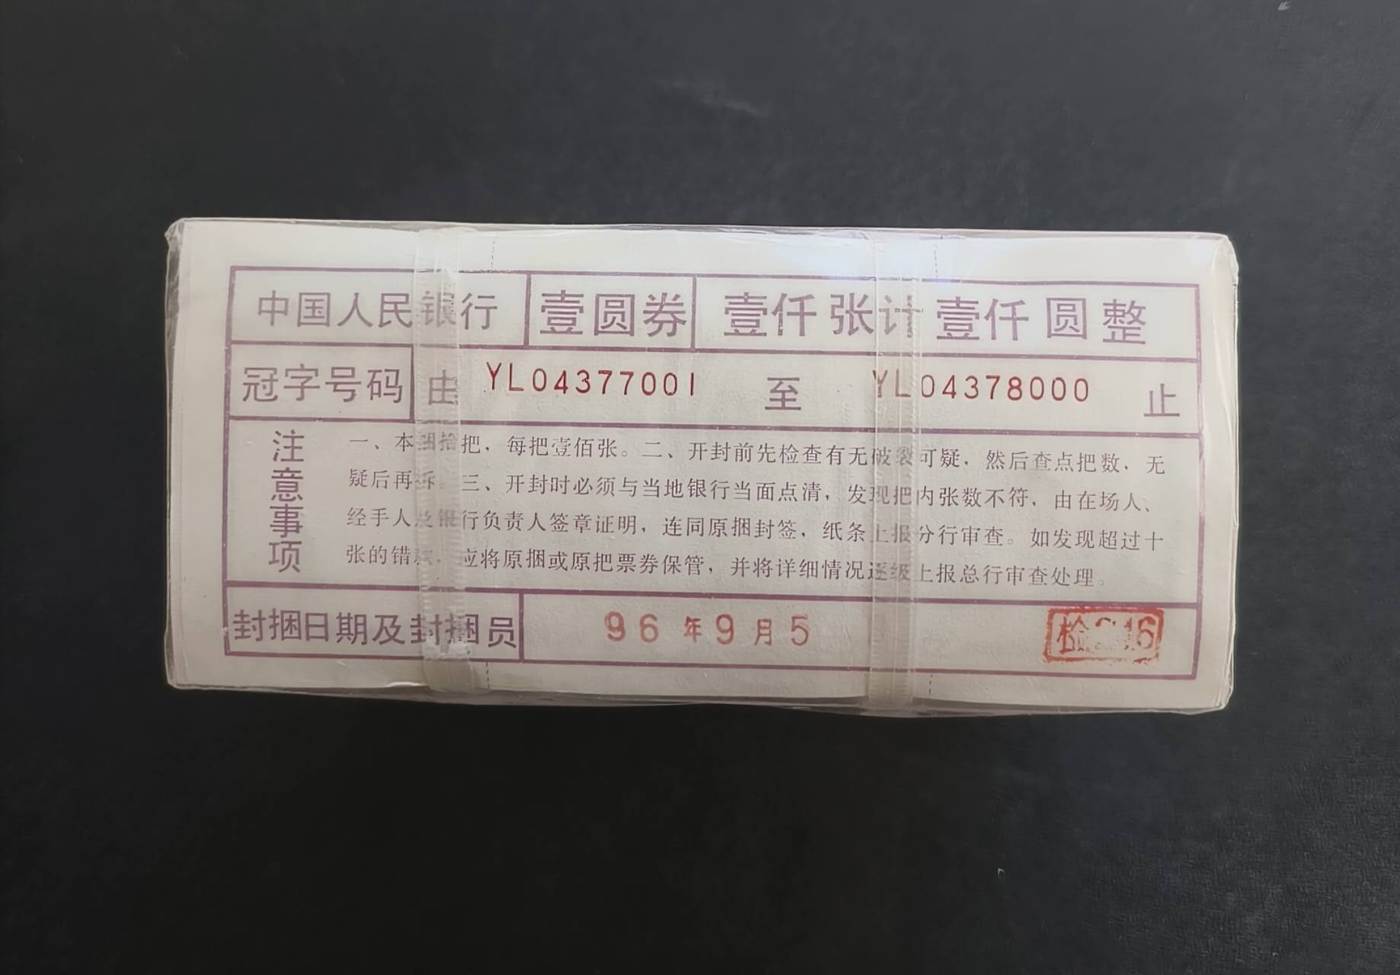 中国人民银行 壹圆券 壹仟张计壹仟圆整
冠字号码 由 YL04377001 至 YL04378000 止
注意事项
一、本捆拾把，每把壹佰张。二、开封前先检查有无破裂可疑，然后查点把数，无
疑后再拆。三、开封时必须与当地银行当面点清，发现把内张数不符，由在场人、
经手人及银行负责人签章证明，连同原捆封签，纸条上报分行审查。如发现超过十
张的错款，应将原捆或原把票券保管，并将详细情况逐级上报总行审查处理。
封捆日期及封捆员 96年9月5 检